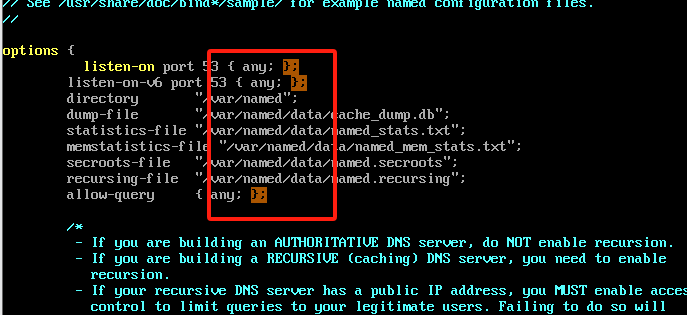 // See /usr/share/doc/bind*/sample/ for example named configuration files.
//
options {
listen-on port 53 { any; };
listen-on-v6 port 53 { any; };
directory "/var/named";
dump-file "/var/named/data/cache_dump.db";
statistics-file "/var/named/data/named_stats.txt";
memstatistics-file "/var/named/data/named_mem_stats.txt";
secroots-file "/var/named/data/named.secroots";
recursing-file "/var/named/data/named.recursing";
allow-query { any; };
/*
- If you are building an AUTHORITATIVE DNS server, do NOT enable recursion.
- If you are building a RECURSIVE (caching) DNS server, you need to enable
recursion.
- If your recursive DNS server has a public IP address, you MUST enable acces
control to limit queries to your legitimate users. Failing to do so will